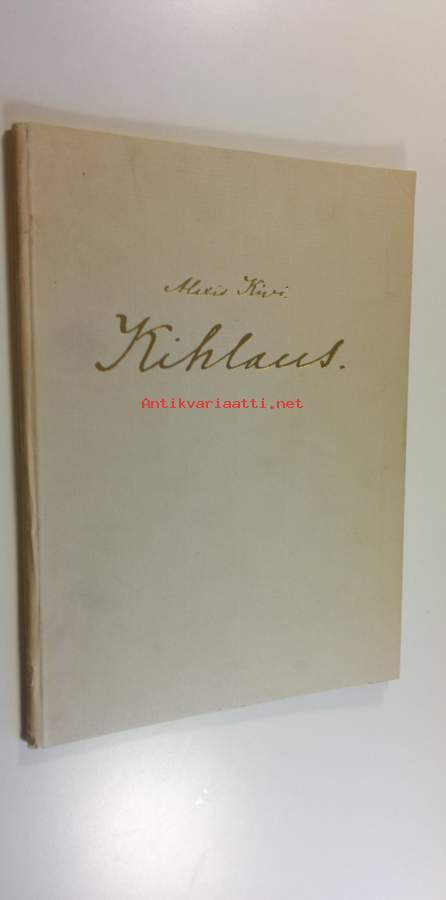 Alexis Kivi.
Kihlaus.
Antikvariaatti.net